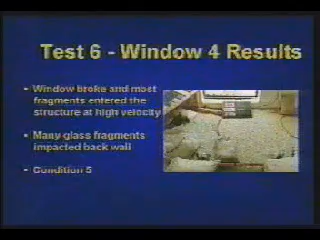 Test 6 - Window 4 Results
• Window broke and most
fragments entered the
structure at high velocity
• Many glass fragments
impacted back wall
• Condition 5